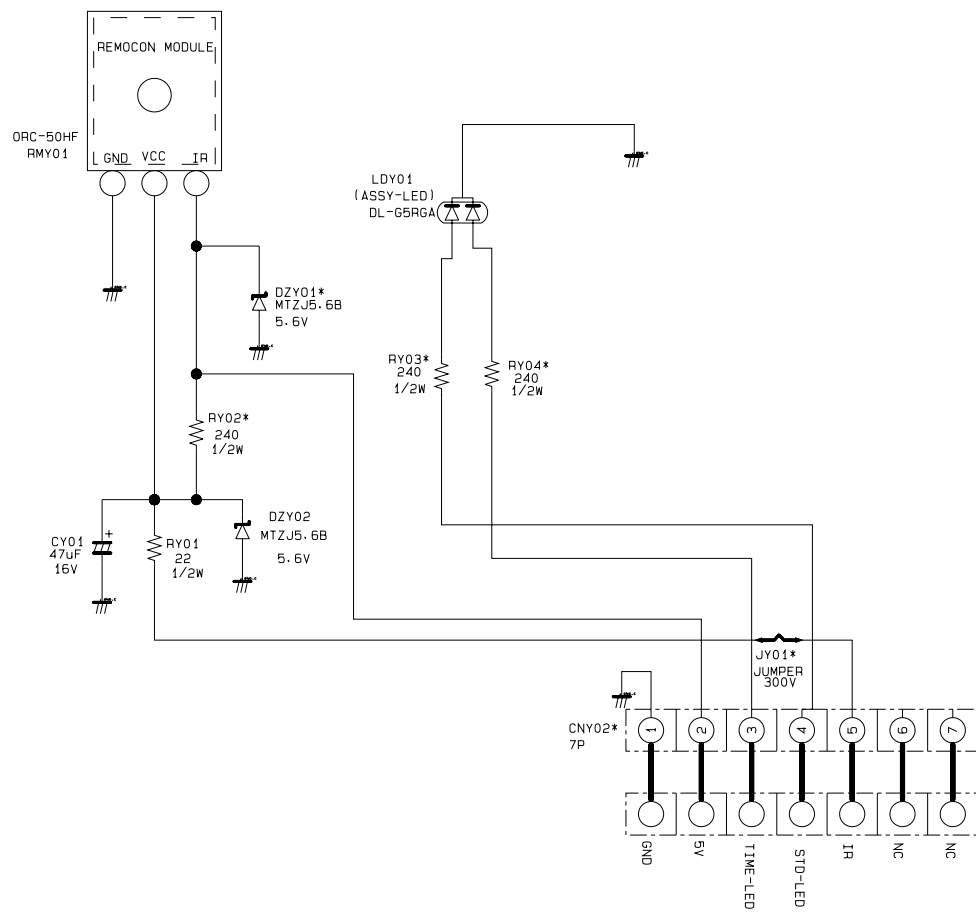 REMOCON MODULE
GND VCC IR
ORC-50HF
RMY01
LDY01
(ASSY-LED)
DL-G5RGA
DZY01*
MTZJ5.6B
5.6V
RY03*
240
1/2W
RY04*
240
1/2W
RY02*
240
1/2W
CY01
47uF
16V
+
RY01
22
1/2W
DZY02
MTZJ5.6B
5.6V
JY01*
JUMPER
300V
CNY02*
7P
1 2 3 4 5 6 7
GND
5V
TIME-LED
STD-LED
IR
NC
NC